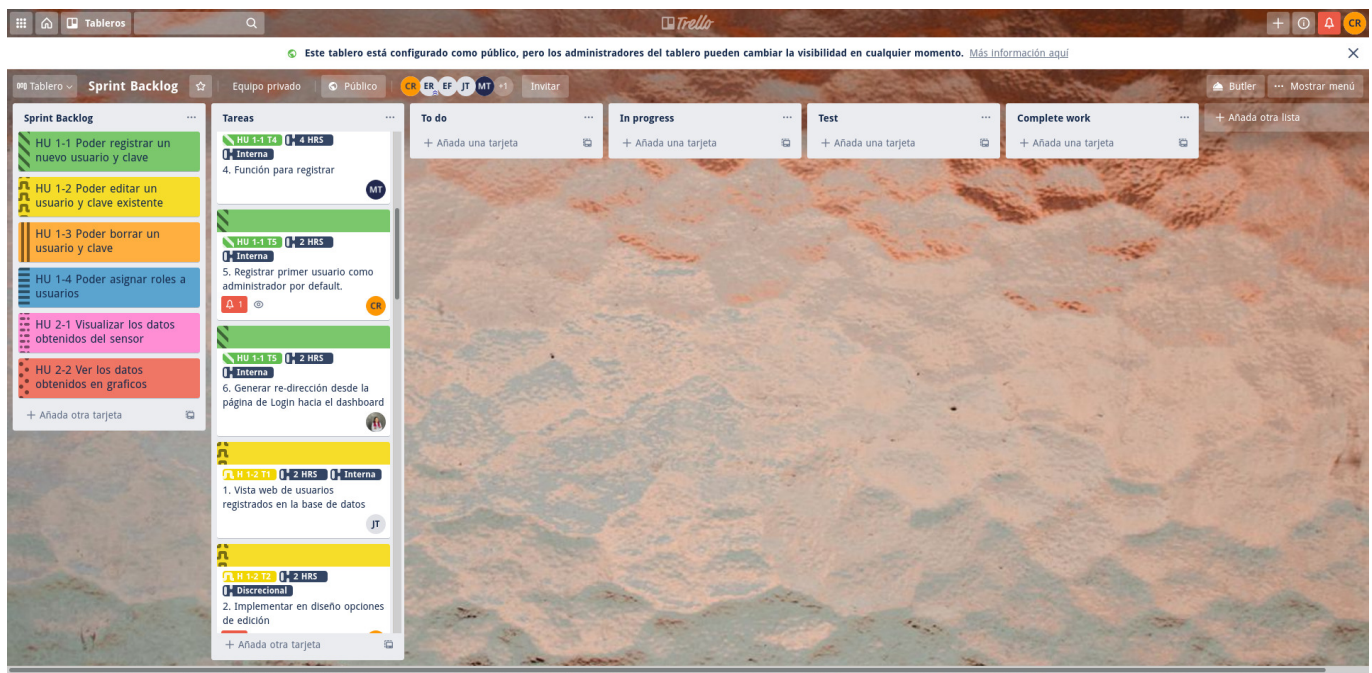 Tableros
Trello
CR
Este tablero está configurado como público, pero los administradores del tablero pueden cambiar la visibilidad en cualquier momento. Más información aquí
Tablero
Sprint Backlog
Equipo privado
Público
CR ER EF JT MT +1
Invitar
Butler
Mostrar menú
Sprint Backlog
HU 1-1 Poder registrar un
nuevo usuario y clave
HU 1-2 Poder editar un
usuario y clave existente
HU 1-3 Poder borrar un
usuario y clave
HU 1-4 Poder asignar roles a
usuarios
HU 2-1 Visualizar los datos
obtenidos del sensor
HU 2-2 Ver los datos
obtenidos en graficos
+ Añada otra tarjeta
Tareas
HU 1-1 T4 4 HRS
Interna
4. Función para registrar
MT
HU 1-1 T5 2 HRS
Interna
5. Registrar primer usuario como
administrador por default.
1
CR
HU 1-1 T5 2 HRS
Interna
6. Generar re-dirección desde la
página de Login hacia el dashboard
H 1-2 T1 2 HRS Interna
1. Vista web de usuarios
registrados en la base de datos
JT
H 1-2 T2 2 HRS
Discrecional
2. Implementar en diseño opciones
de edición
+ Añada otra tarjeta
To do
+ Añada una tarjeta
In progress
+ Añada una tarjeta
Test
+ Añada una tarjeta
Complete work
+ Añada una tarjeta
+ Añada otra lista